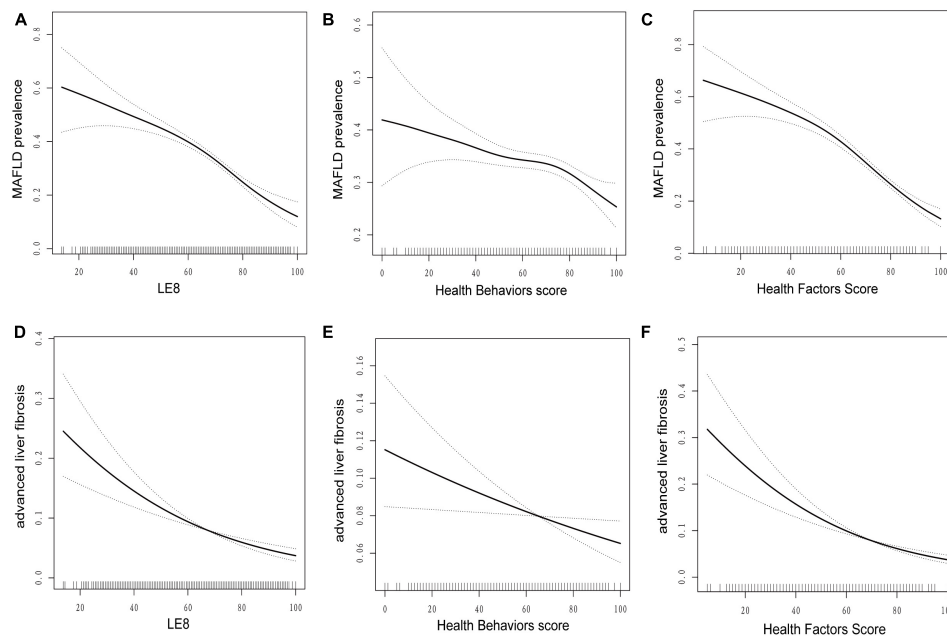 A
MAFLD prevalence
0.0 0.2 0.4 0.6 0.8
20 40 60 80 100
LE8
B
MAFLD prevalence
0.2 0.3 0.4 0.5 0.6
0 20 40 60 80 100
Health Behaviors score
C
MAFLD prevalence
0.0 0.2 0.4 0.6 0.8
20 40 60 80 100
Health Factors Score
D
advanced liver fibrosis
0.0 0.1 0.2 0.3 0.4
20 40 60 80 100
LE8
E
advanced liver fibrosis
0.06 0.08 0.10 0.12 0.14 0.16
0 20 40 60 80 100
Health Behaviors score
F
advanced liver fibrosis
0.0 0.1 0.2 0.3 0.4 0.5
20 40 60 80 100
Health Factors Score